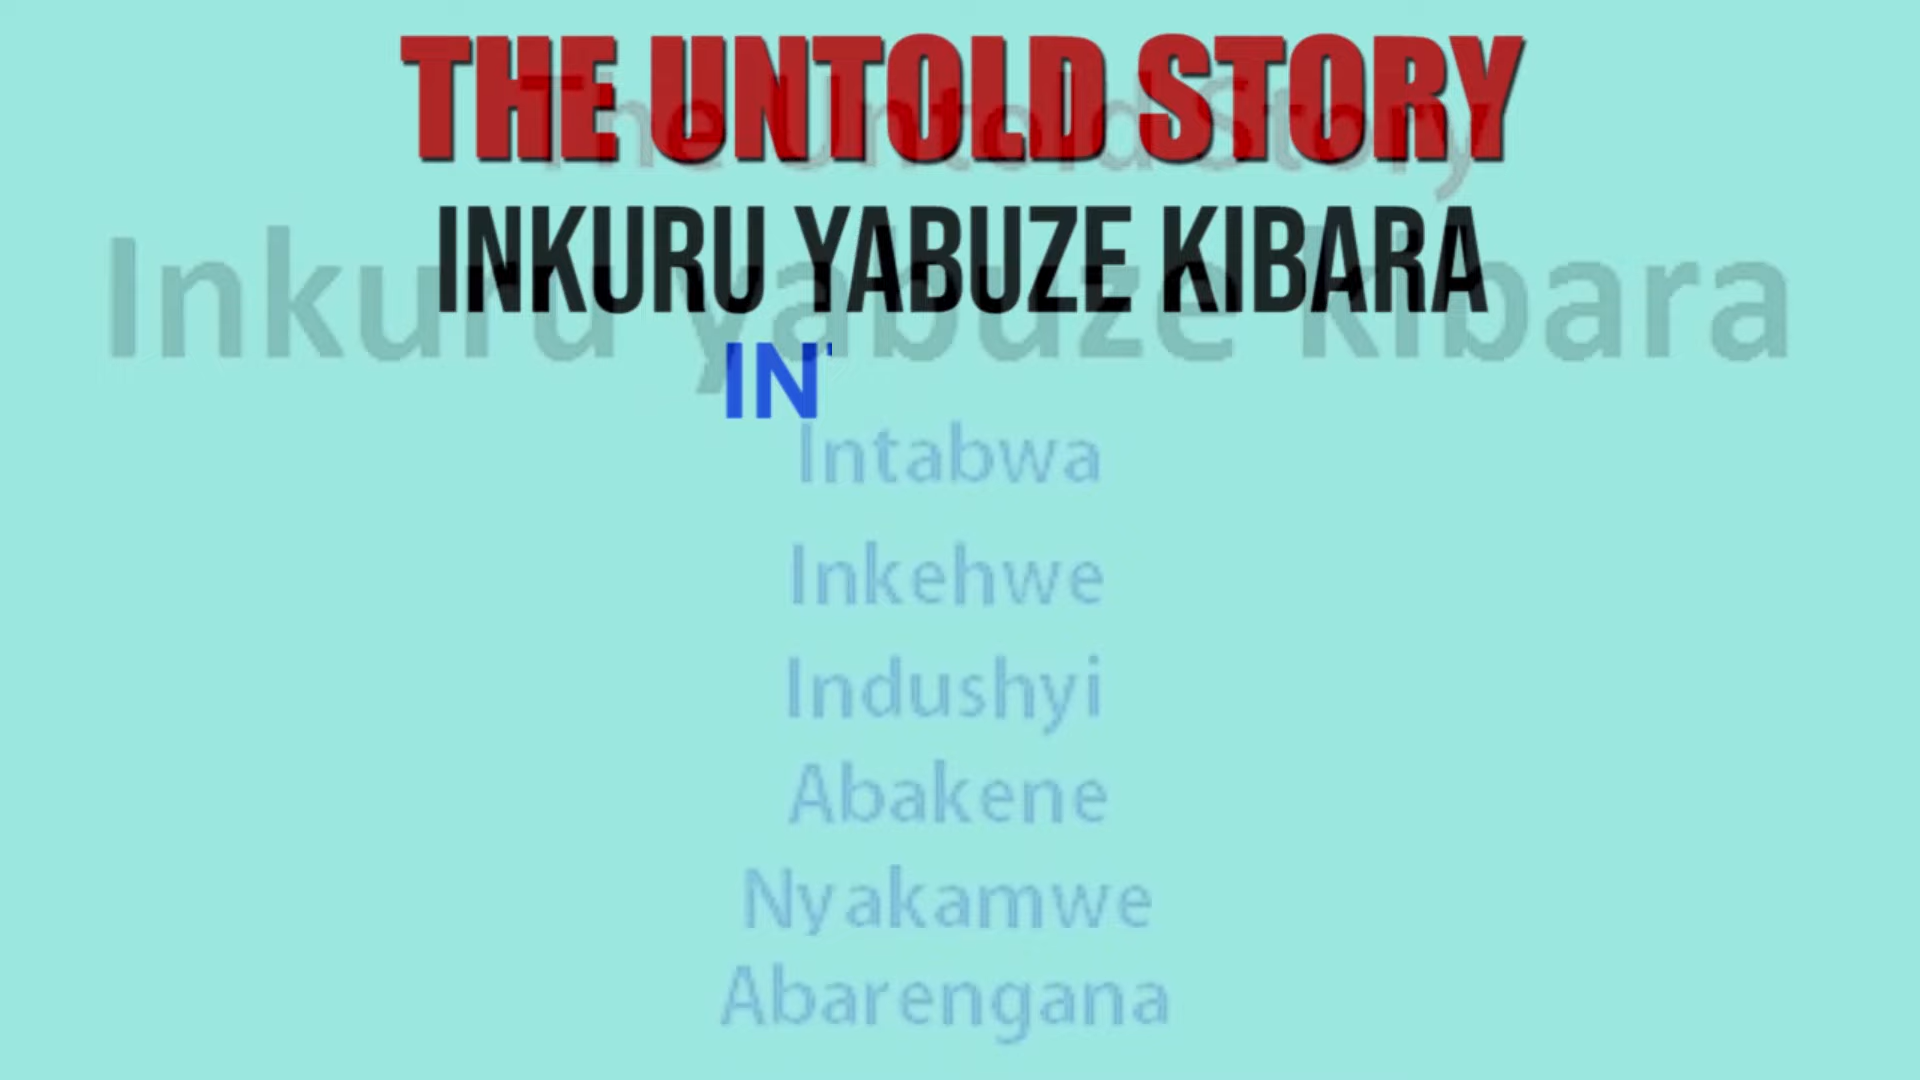 THE UNTOLD STORY
The Untold Story
INKURU YABUZE KIBARA
Inkuru yabuze kibara
IN
Intabwa
Inkehwe
Indushyi
Abakene
Nyakamwe
Abarengana